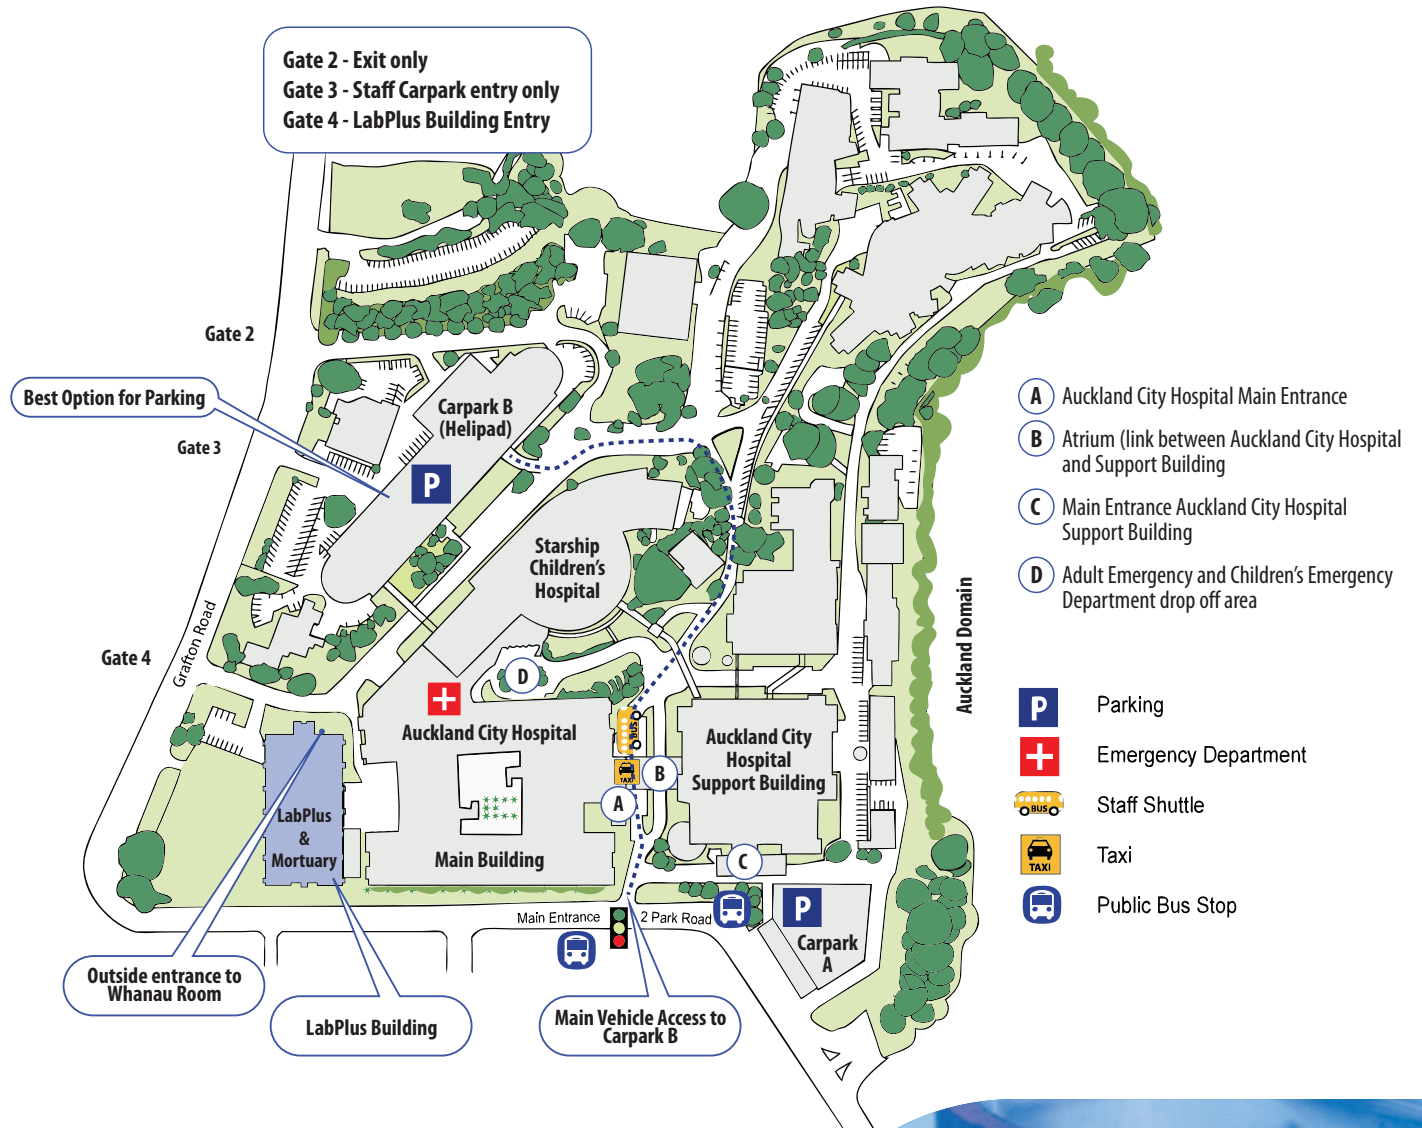 Gate 2 - Exit only
Gate 3 - Staff Carpark entry only
Gate 4 - LabPlus Building Entry
Gate 2
Best Option for Parking
Gate 3
Carpark B
(Helipad)
P
A Auckland City Hospital Main Entrance
B Atrium (link between Auckland City Hospital
and Support Building
C Main Entrance Auckland City Hospital
Support Building
D Adult Emergency and Children's Emergency
Department drop off area
Starship
Children's
Hospital
Grafton Road
Gate 4
Auckland Domain
D
Auckland City Hospital
BUS
Auckland City
Hospital
Support Building
TAXI
B
A
LabPlus
&
Mortuary
Main Building
C
P Parking
Emergency Department
BUS Staff Shuttle
TAXI Taxi
Public Bus Stop
Main Entrance
2 Park Road
P
Carpark
A
Outside entrance to
Whanau Room
LabPlus Building
Main Vehicle Access to
Carpark B